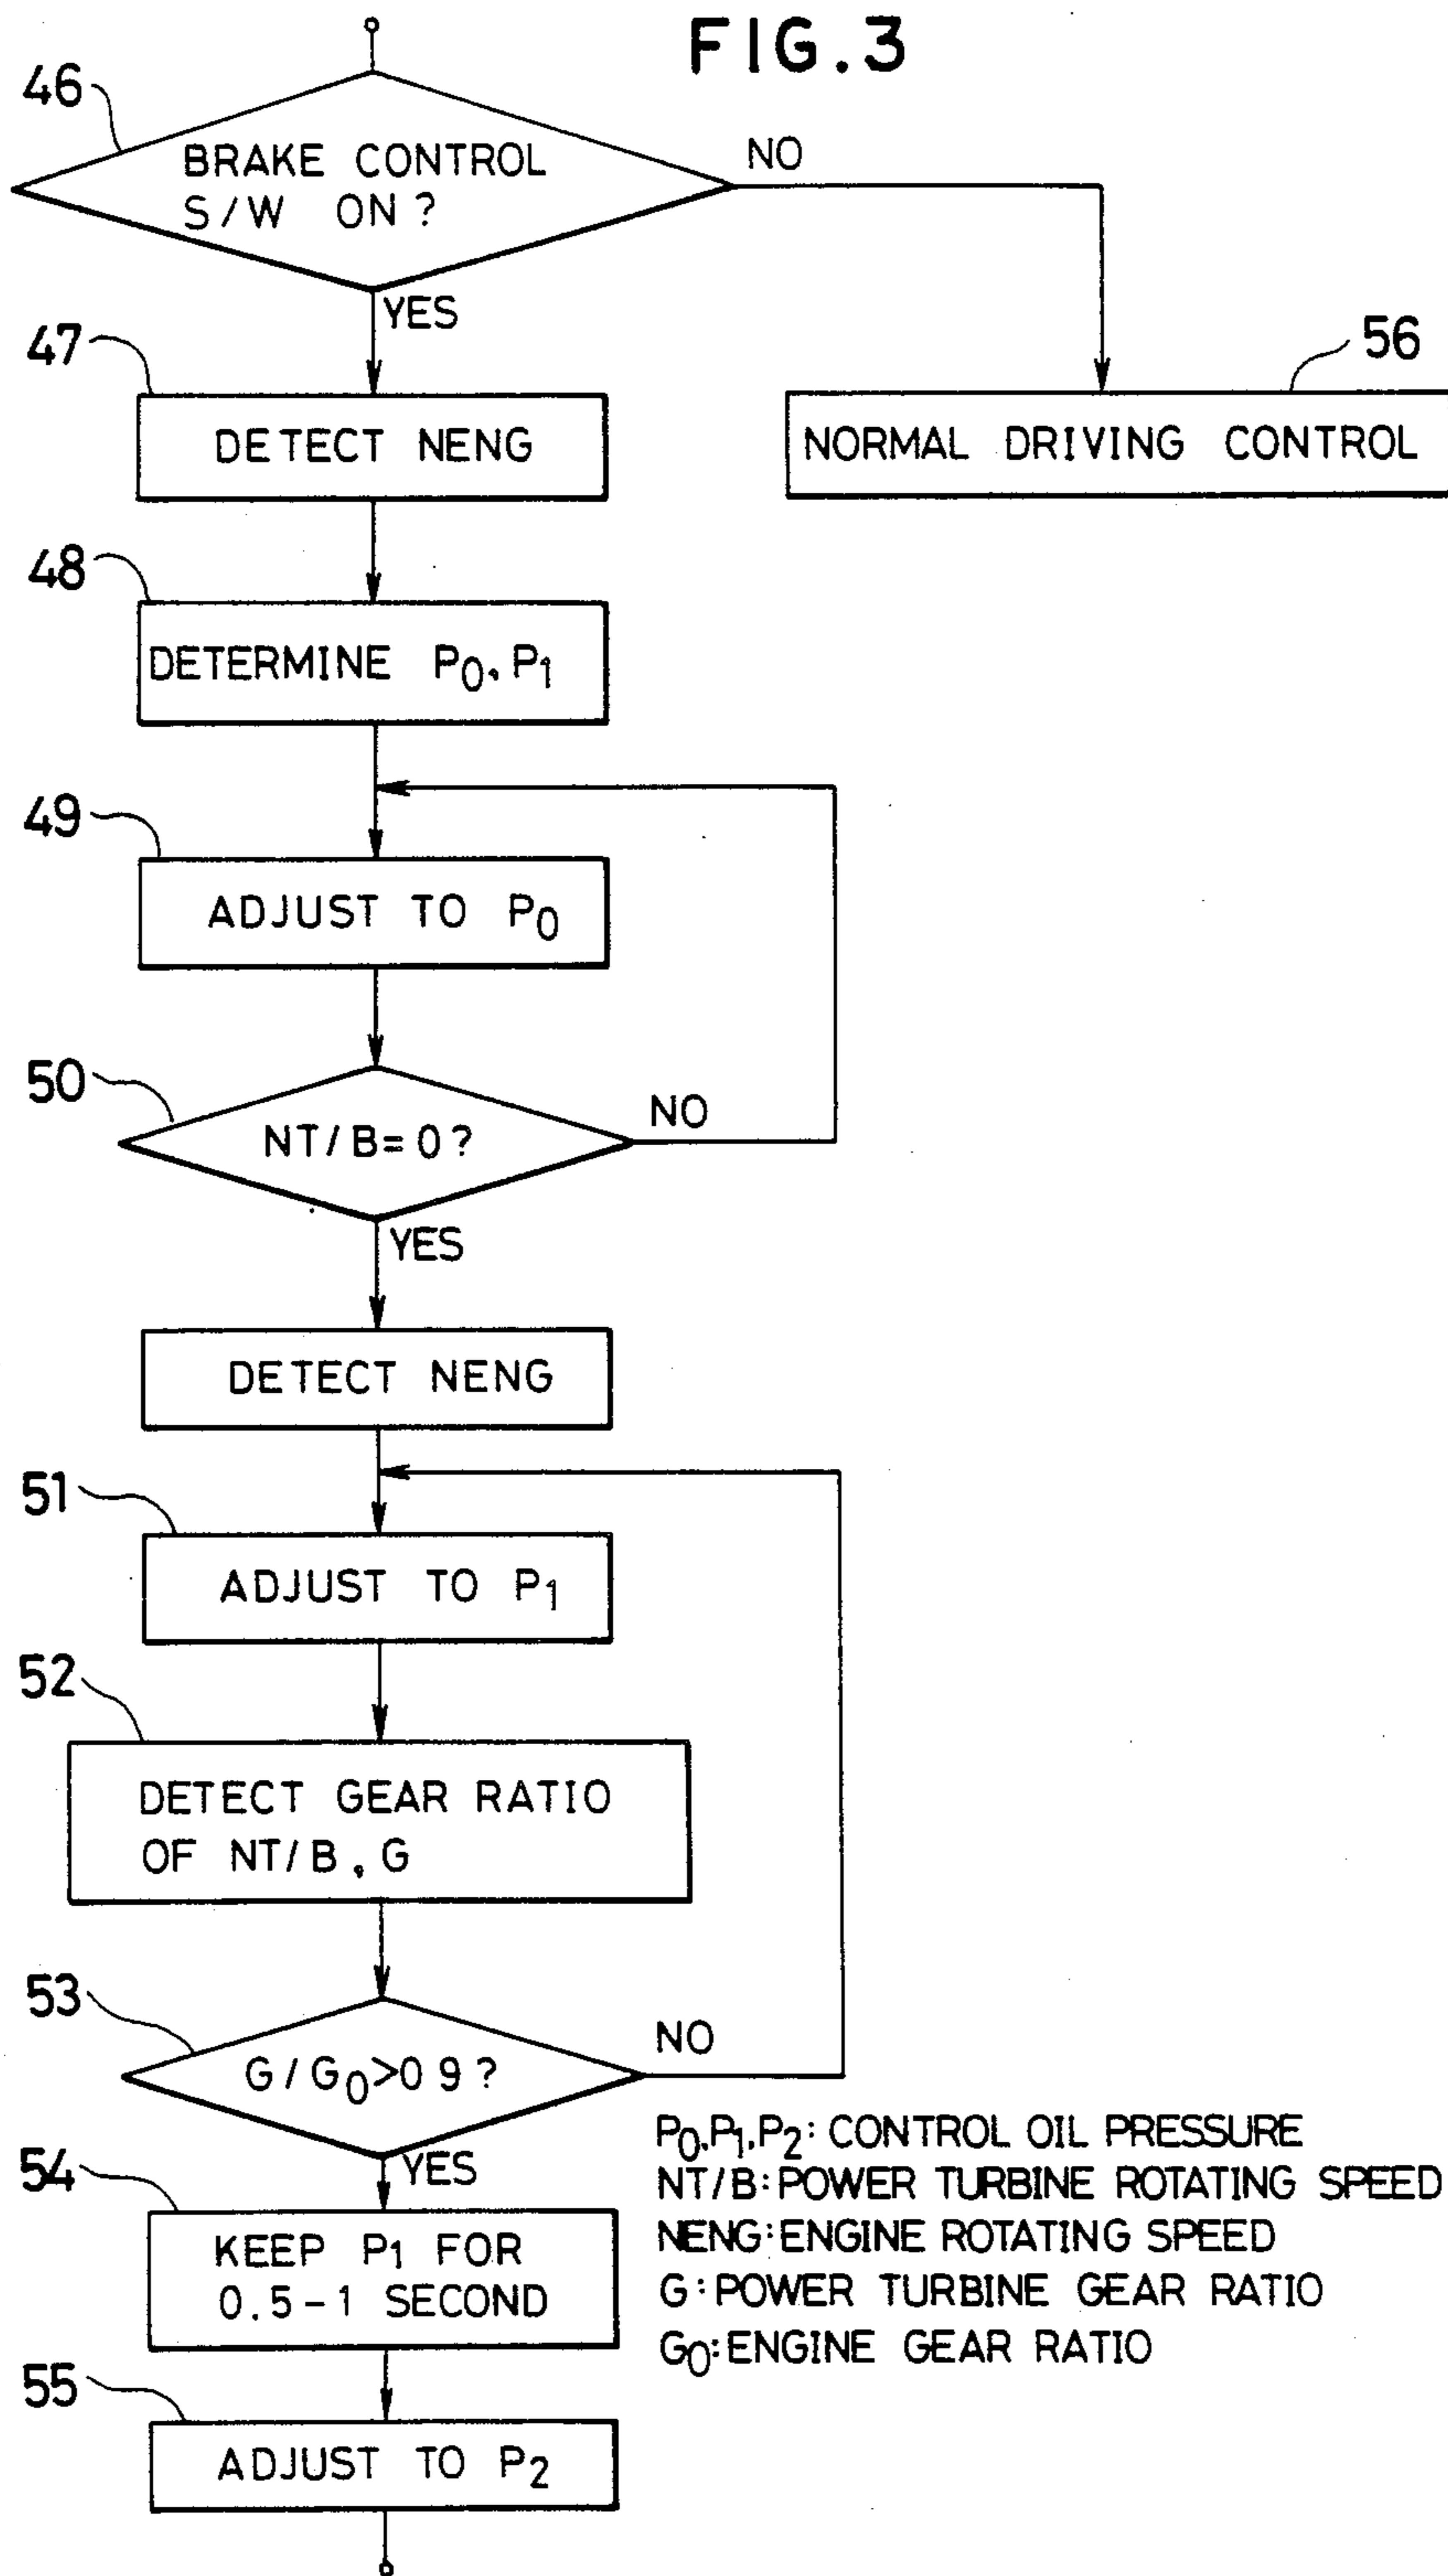 FIG.3
46
BRAKE CONTROL
S/W ON?
NO
YES
47
DETECT NENG
56
NORMAL DRIVING CONTROL
48
DETERMINE P0, P1
49
ADJUST TO P0
50
NT/B=0?
NO
YES
DETECT NENG
51
ADJUST TO P1
52
DETECT GEAR RATIO
OF NT/B, G
53
G/G0>0 9?
NO
YES
54
KEEP P1 FOR
0.5-1 SECOND
55
ADJUST TO P2
P0,P1,P2: CONTROL OIL PRESSURE
NT/B: POWER TURBINE ROTATING SPEED
NENG: ENGINE ROTATING SPEED
G: POWER TURBINE GEAR RATIO
G0: ENGINE GEAR RATIO